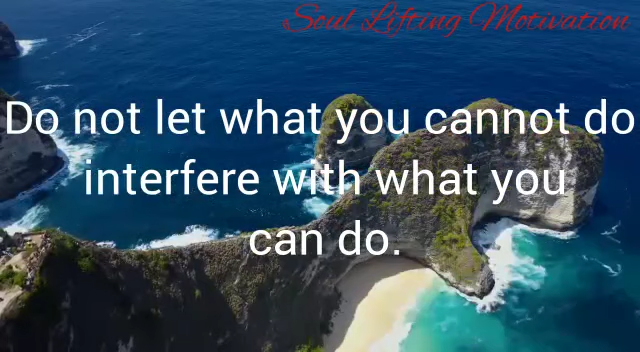 Soul Lifting Motivation
Do not let what you cannot do
interfere with what you
can do.